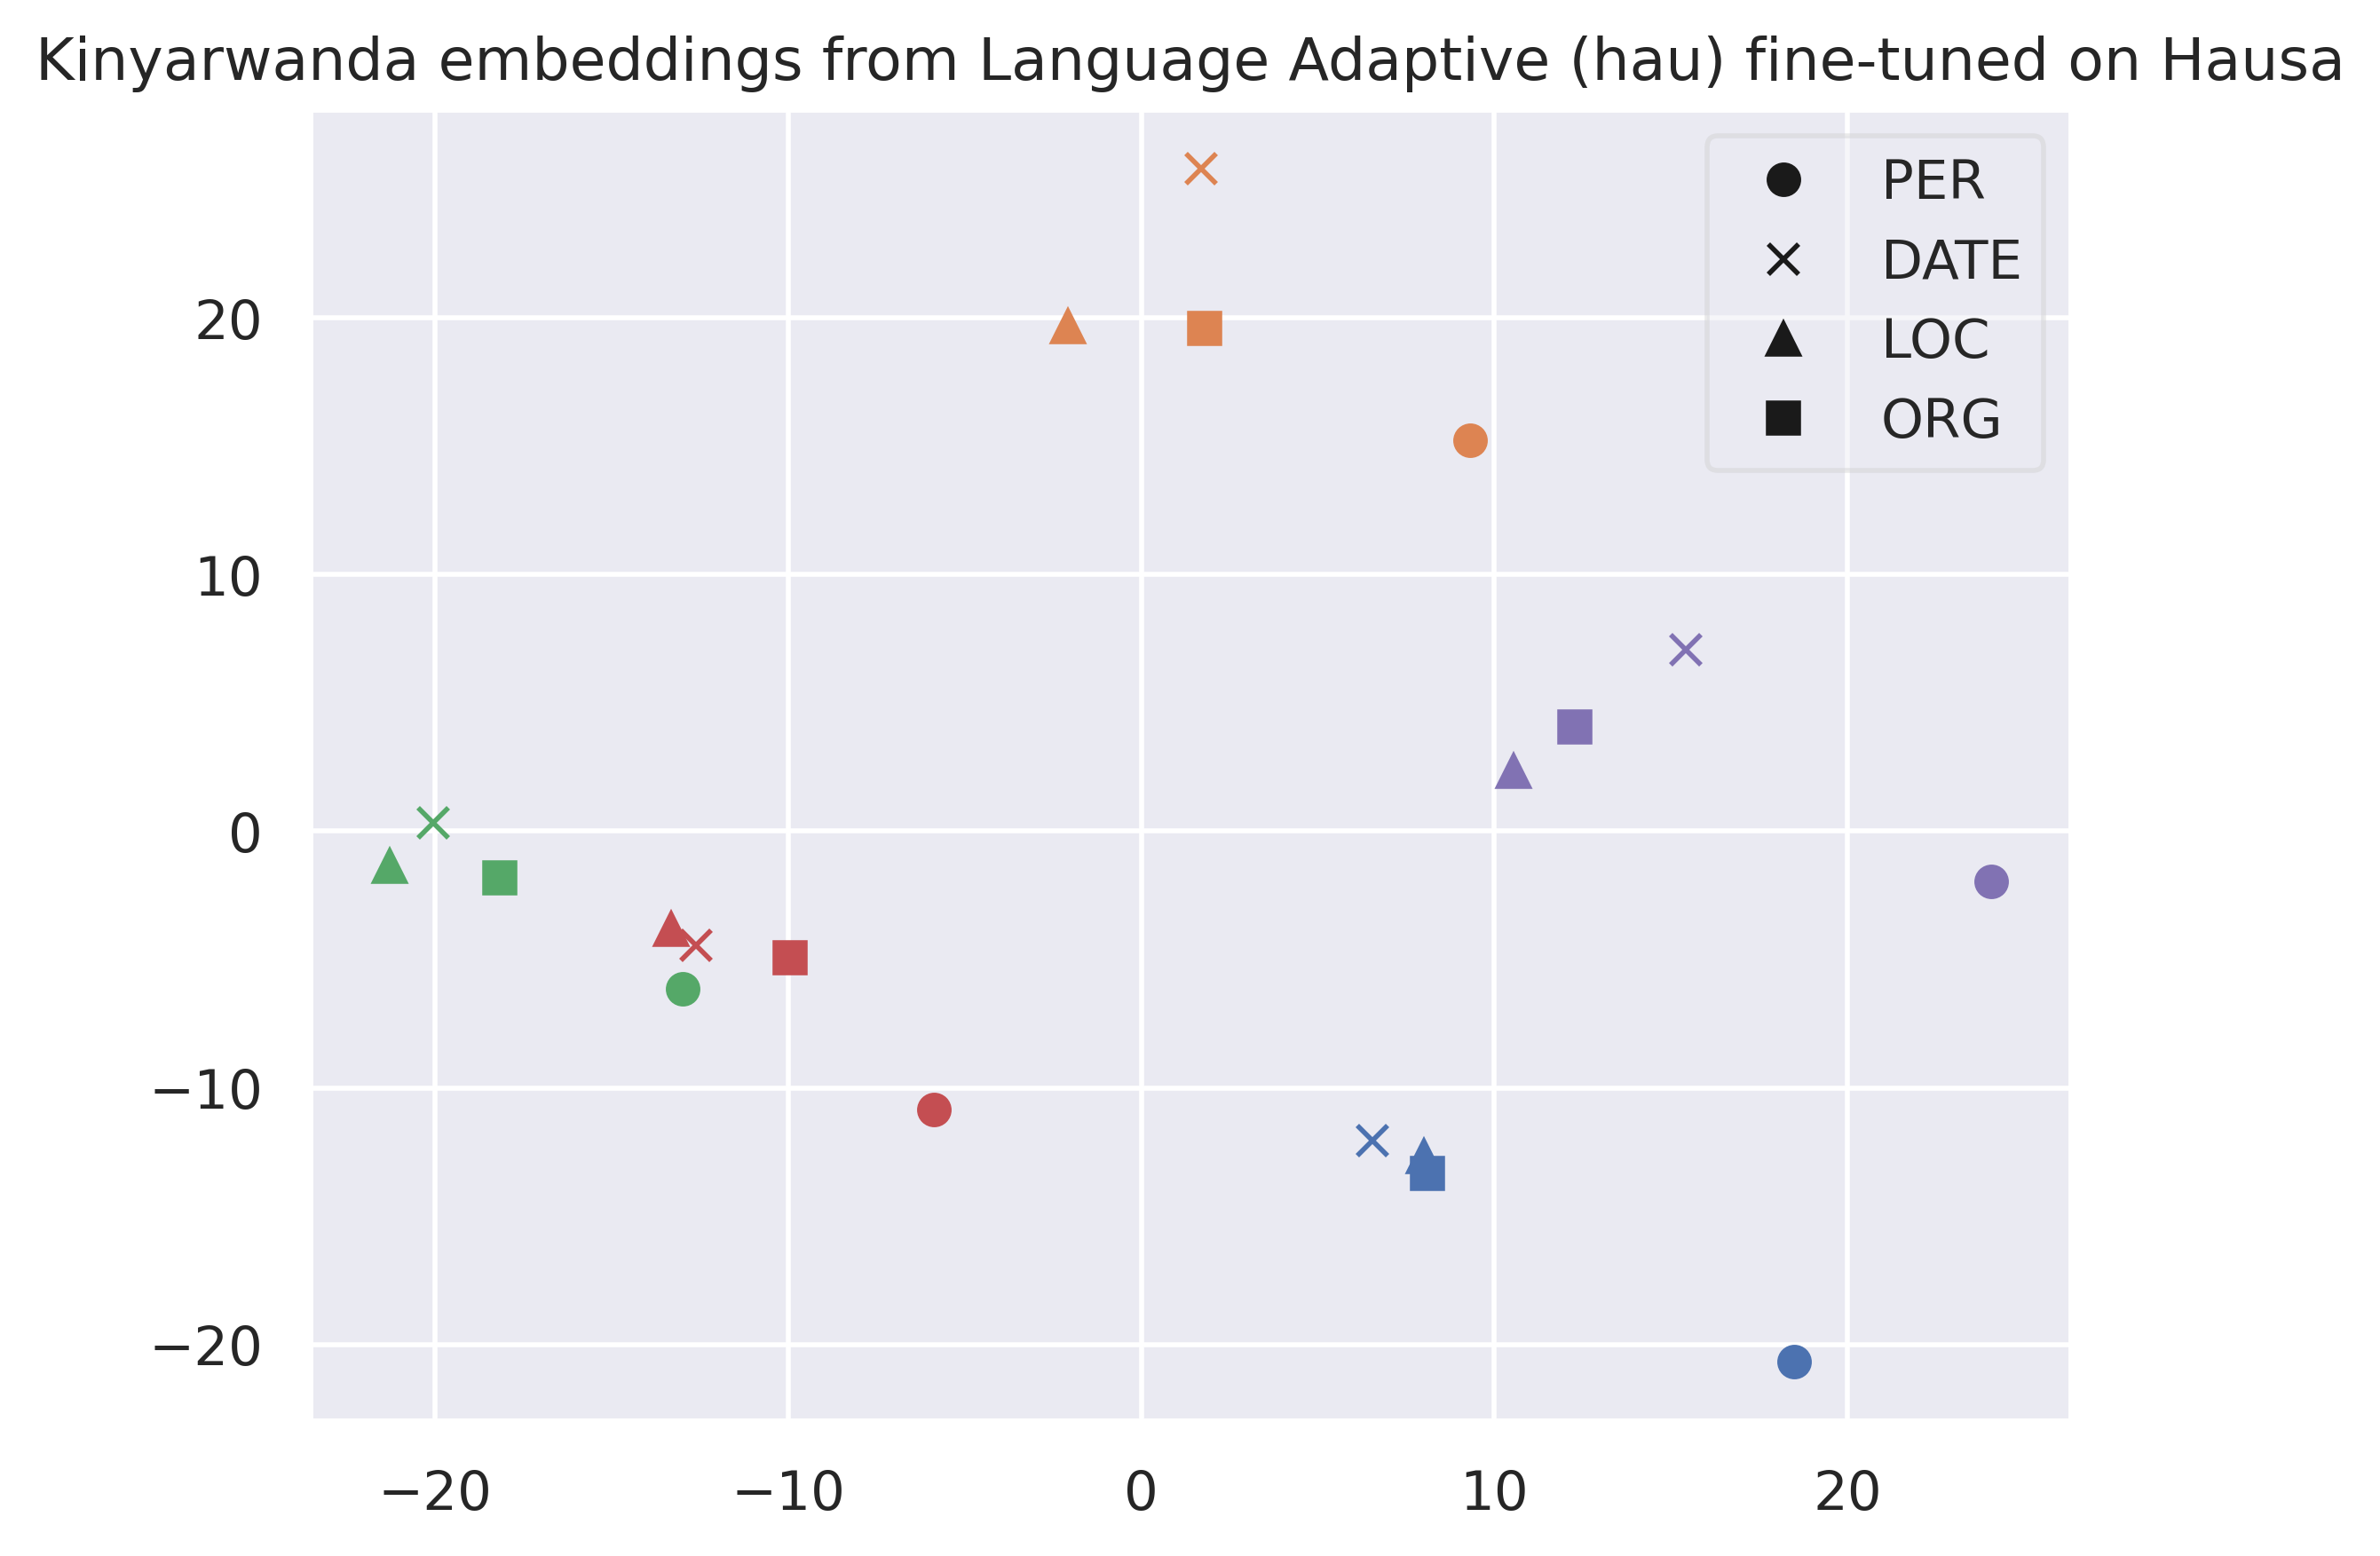 Kinyarwanda embeddings from Language Adaptive (hau) fine-tuned on Hausa
PER
DATE
LOC
ORG
20
10
0
−10
−20
−20
−10
0
10
20